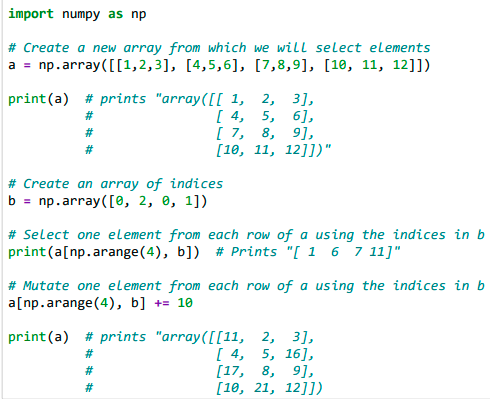 import numpy as np
# Create a new array from which we will select elements
a = np.array([[1,2,3], [4,5,6], [7,8,9], [10, 11, 12]])
print(a)  # prints "array([[ 1,  2,  3],
          #                [ 4,  5,  6],
          #                [ 7,  8,  9],
          #                [10, 11, 12]])"
# Create an array of indices
b = np.array([0, 2, 0, 1])
# Select one element from each row of a using the indices in b
print(a[np.arange(4), b])  # Prints "[ 1  6  7 11]"
# Mutate one element from each row of a using the indices in b
a[np.arange(4), b] += 10
print(a)  # prints "array([[11,  2,  3],
          #                [ 4,  5, 16],
          #                [17,  8,  9],
          #                [10, 21, 12]])